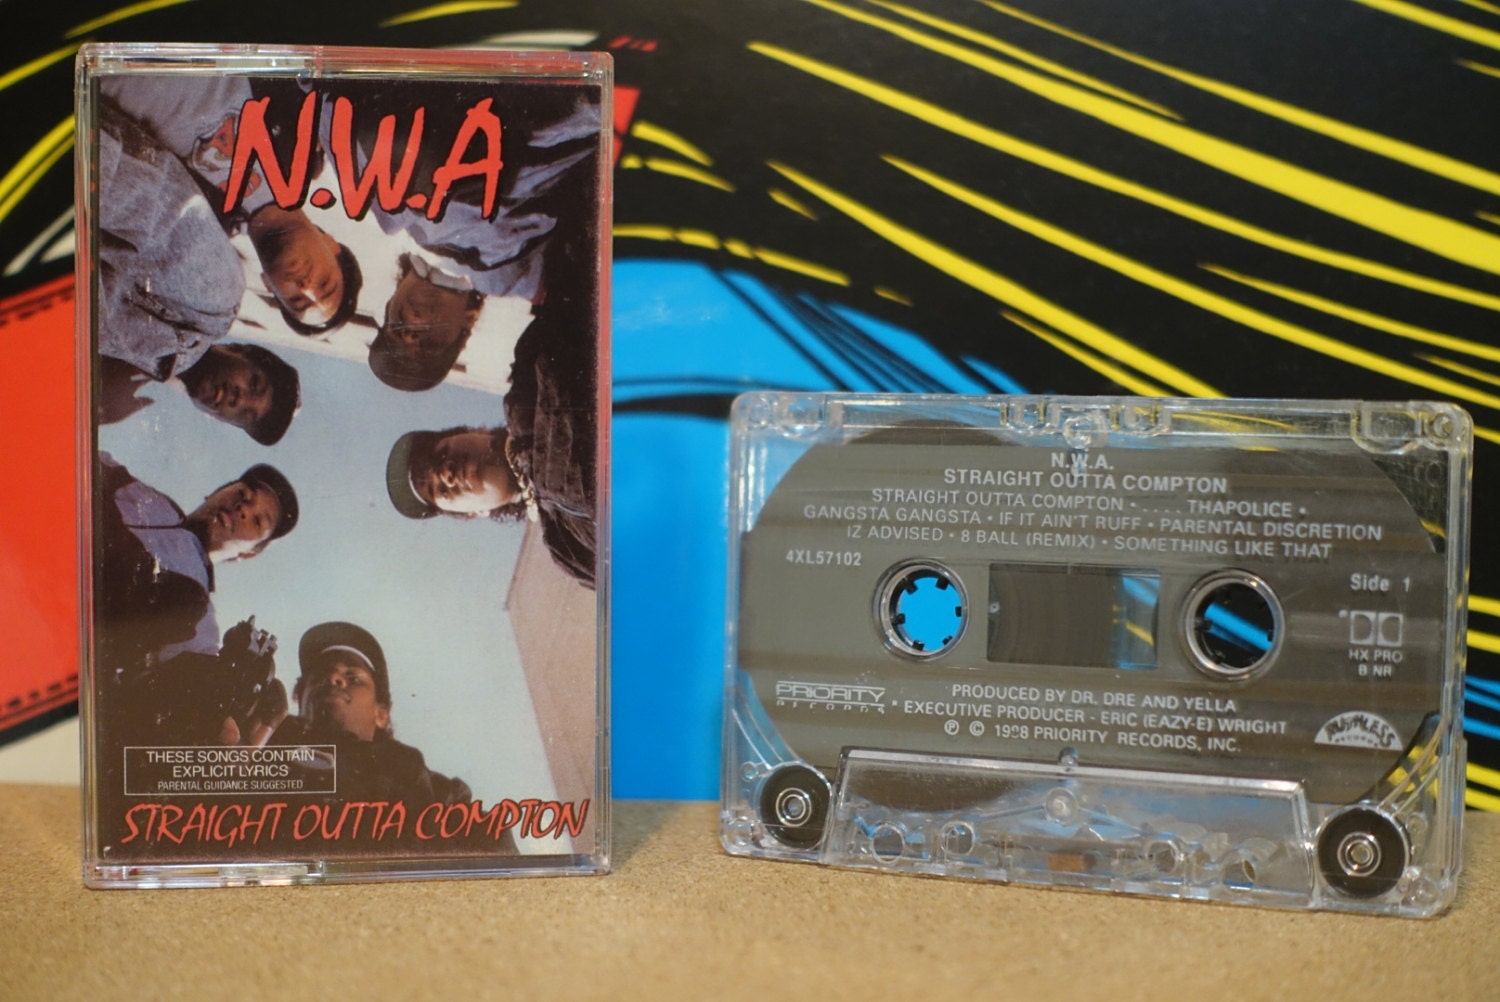 N.W.A
THESE SONGS CONTAIN
EXPLICIT LYRICS
PARENTAL GUIDANCE SUGGESTED
STRAIGHT OUTTA COMPTON
N.W.A.
STRAIGHT OUTTA COMPTON
STRAIGHT OUTTA COMPTON • . . . . THAPOLICE •
GANGSTA GANGSTA • IF IT AIN'T RUFF • PARENTAL DISCRETION
IZ ADVISED • 8 BALL (REMIX) • SOMETHING LIKE THAT
4XL57102
Side 1
HX PRO
B NR
PRIORITY
RECORDS
PRODUCED BY DR. DRE AND YELLA
EXECUTIVE PRODUCER - ERIC (EAZY-E) WRIGHT
℗ © 1988 PRIORITY RECORDS, INC.
RUTHLESS
RECORDS